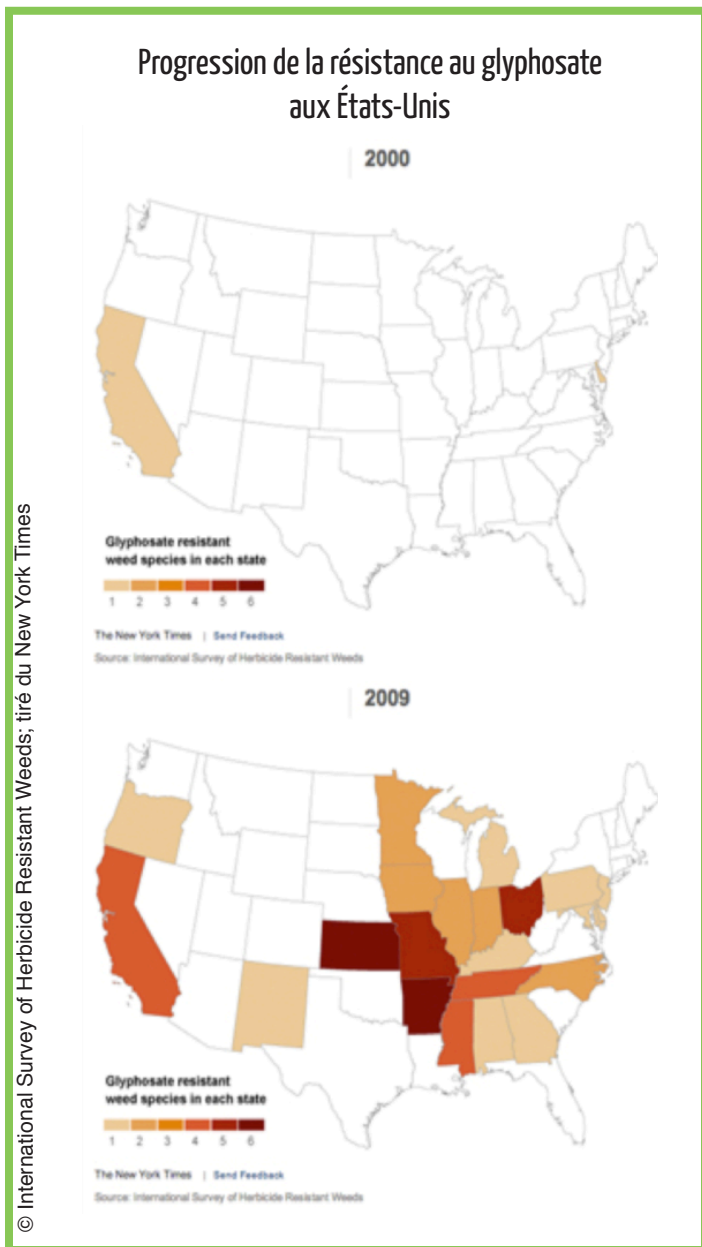 Progression de la résistance au glyphosate
aux États-Unis
2000
Glyphosate resistant
weed species in each state
1 2 3 4 5 6
The New York Times | Send Feedback
Source: International Survey of Herbicide Resistant Weeds
2009
Glyphosate resistant
weed species in each state
1 2 3 4 5 6
The New York Times | Send Feedback
Source: International Survey of Herbicide Resistant Weeds
© International Survey of Herbicide Resistant Weeds; tiré du New York Times